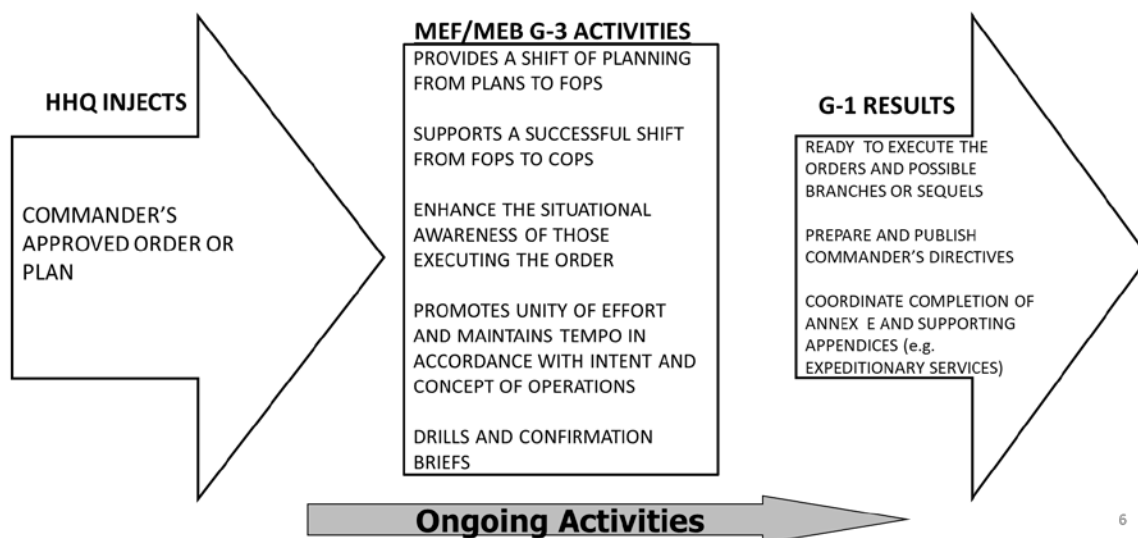 HHQ INJECTS
COMMANDER'S
APPROVED ORDER OR
PLAN
MEF/MEB G-3 ACTIVITIES
PROVIDES A SHIFT OF PLANNING
FROM PLANS TO FOPS
SUPPORTS A SUCCESSFUL SHIFT
FROM FOPS TO COPS
ENHANCE THE SITUATIONAL
AWARENESS OF THOSE
EXECUTING THE ORDER
PROMOTES UNITY OF EFFORT
AND MAINTAINS TEMPO IN
ACCORDANCE WITH INTENT AND
CONCEPT OF OPERATIONS
DRILLS AND CONFIRMATION
BRIEFS
G-1 RESULTS
READY TO EXECUTE THE
ORDERS AND POSSIBLE
BRANCHES OR SEQUELS
PREPARE AND PUBLISH
COMMANDER'S DIRECTIVES
COORDINATE COMPLETION OF
ANNEX E AND SUPPORTING
APPENDICES (e.g.
EXPEDITIONARY SERVICES)
Ongoing Activities
6